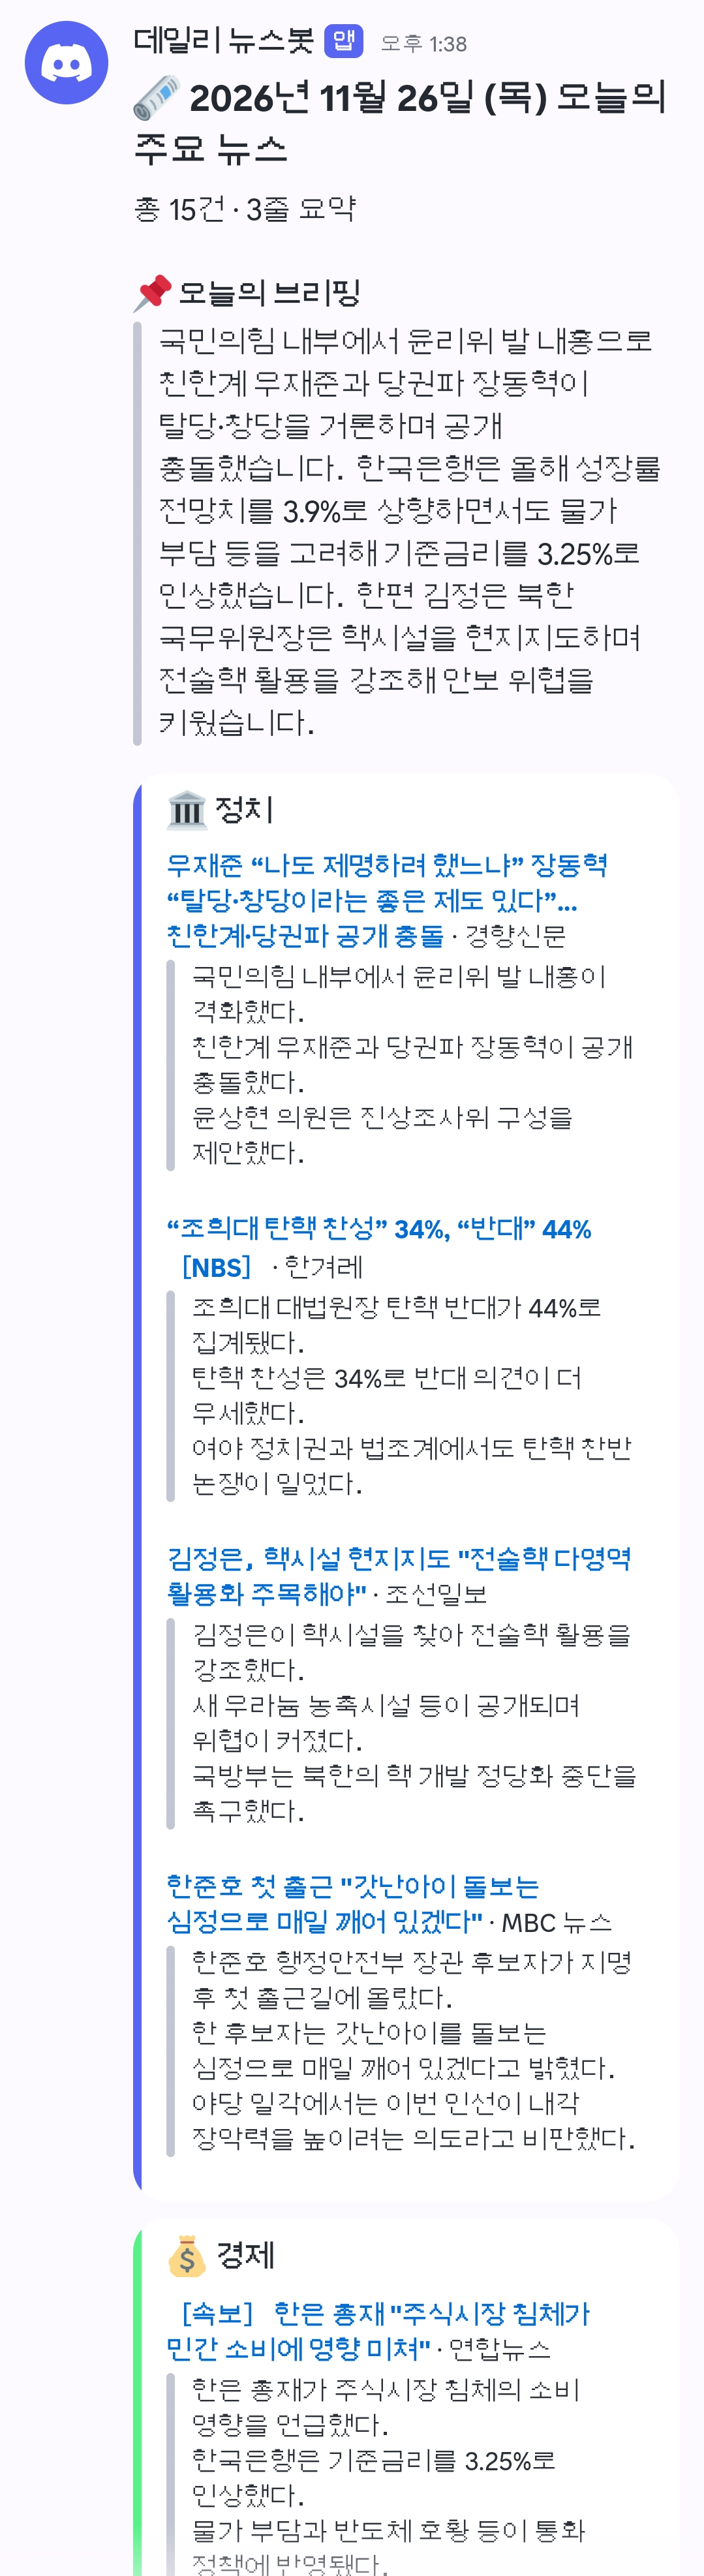 데일리 뉴스봇 앱 오후 1:38
2026년 11월 26일 (목) 오늘의
주요 뉴스
총 15건 · 3줄 요약
오늘의 브리핑
국민의힘 내부에서 윤리위 발 내홍으로
친한계 우재준과 당권파 장동혁이
탈당·창당을 거론하며 공개
충돌했습니다. 한국은행은 올해 성장률
전망치를 3.9%로 상향하면서도 물가
부담 등을 고려해 기준금리를 3.25%로
인상했습니다. 한편 김정은 북한
국무위원장은 핵시설을 현지지도하며
전술핵 활용을 강조해 안보 위협을
키웠습니다.
정치
우재준 “나도 제명하려 했느냐” 장동혁
“탈당·창당이라는 좋은 제도 있다”…
친한계·당권파 공개 충돌 · 경향신문
국민의힘 내부에서 윤리위 발 내홍이
격화했다.
친한계 우재준과 당권파 장동혁이 공개
충돌했다.
윤상현 의원은 진상조사위 구성을
제안했다.
“조희대 탄핵 찬성” 34%, “반대” 44%
［NBS］ · 한겨레
조희대 대법원장 탄핵 반대가 44%로
집계됐다.
탄핵 찬성은 34%로 반대 의견이 더
우세했다.
여야 정치권과 법조계에서도 탄핵 찬반
논쟁이 일었다.
김정은, 핵시설 현지지도 "전술핵 다영역
활용화 주목해야" · 조선일보
김정은이 핵시설을 찾아 전술핵 활용을
강조했다.
새 우라늄 농축시설 등이 공개되며
위협이 커졌다.
국방부는 북한의 핵 개발 정당화 중단을
촉구했다.
한준호 첫 출근 "갓난아이 돌보는
심정으로 매일 깨어 있겠다" · MBC 뉴스
한준호 행정안전부 장관 후보자가 지명
후 첫 출근길에 올랐다.
한 후보자는 갓난아이를 돌보는
심정으로 매일 깨어 있겠다고 밝혔다.
야당 일각에서는 이번 인선이 내각
장악력을 높이려는 의도라고 비판했다.
경제
［속보］ 한은 총재 "주식시장 침체가
민간 소비에 영향 미쳐" · 연합뉴스
한은 총재가 주식시장 침체의 소비
영향을 언급했다.
한국은행은 기준금리를 3.25%로
인상했다.
물가 부담과 반도체 호황 등이 통화
정책에 반영됐다.